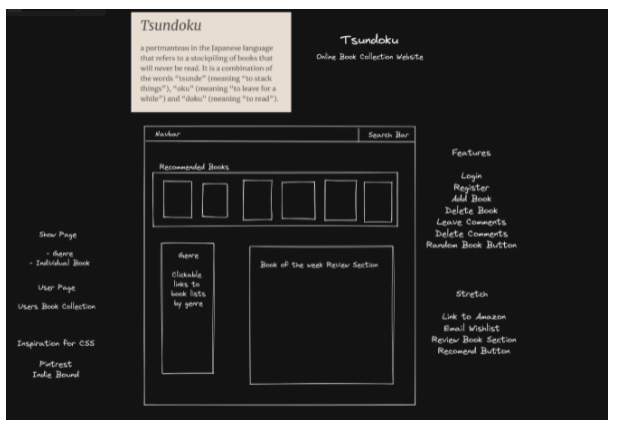 Tsundoku
a portmanteau in the Japanese language
that refers to a stockpiling of books that
will never be read. It is a combination of
the words “tsunde” (meaning “to stack
things”), “oku” (meaning “to leave for a
while”) and “doku” (meaning “to read”).
Tsundoku
Online Book Collection Website
Navbar
Search Bar
Recommended Books
Genre
Clickable
links to
book lists
by genre
Book of the week Review Section
Show Page
- Genre
- Individual Book
User Page
Users Book Collection
Inspiration for CSS
Pintrest
Indie Bound
Features
Login
Register
Add Book
Delete Book
Leave Comments
Delete Comments
Random Book Button
Stretch
Link to Amazon
Email Wishlist
Review Book Section
Recomend Button